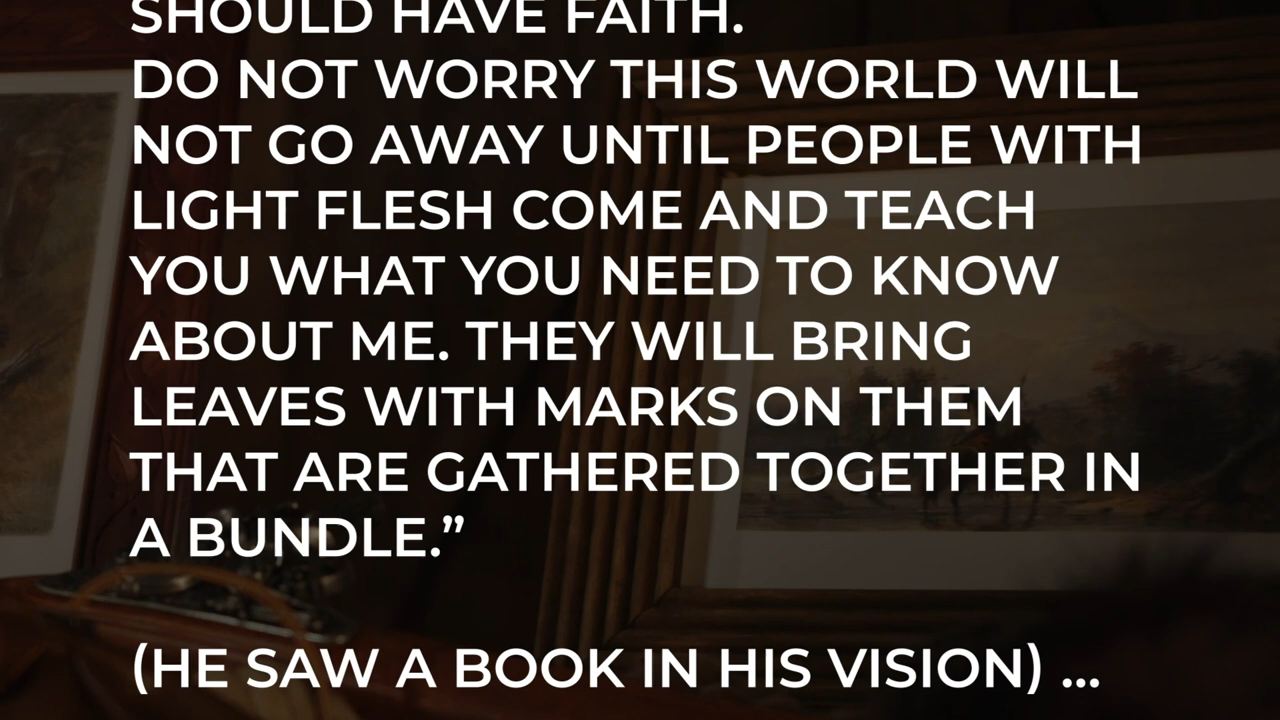 SHOULD HAVE FAITH.
DO NOT WORRY THIS WORLD WILL
NOT GO AWAY UNTIL PEOPLE WITH
LIGHT FLESH COME AND TEACH
YOU WHAT YOU NEED TO KNOW
ABOUT ME. THEY WILL BRING
LEAVES WITH MARKS ON THEM
THAT ARE GATHERED TOGETHER IN
A BUNDLE.”
(HE SAW A BOOK IN HIS VISION) ...